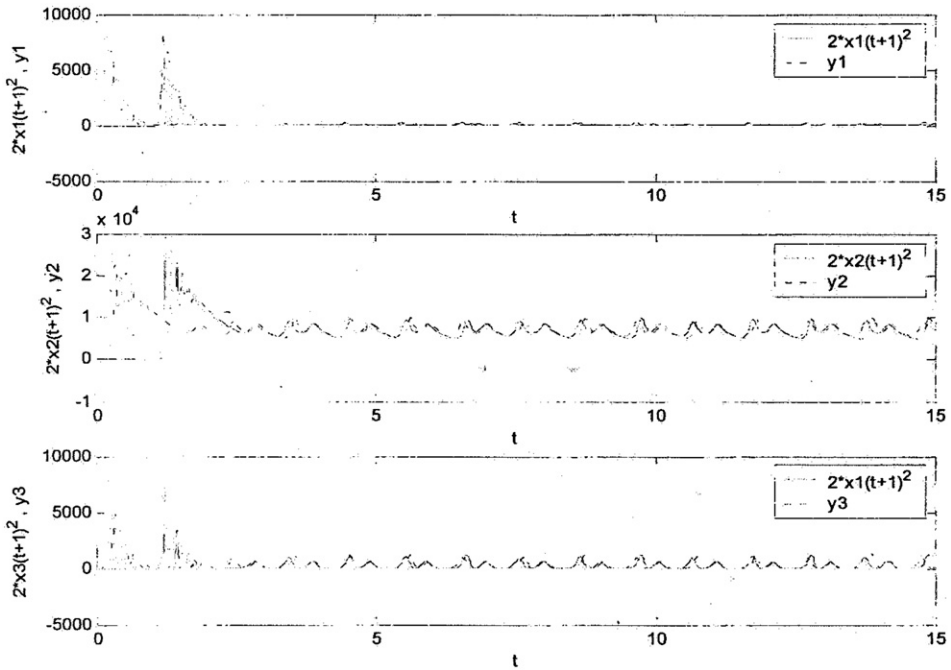 10000
5000
0
-5000
2*x1(t+1)^2 , y1
2*x1(t+1)^2
y1
0
5
10
15
t
x 10^4
3
2
1
0
-1
2*x2(t+1)^2 , y2
2*x2(t+1)^2
y2
0
5
10
15
t
10000
5000
0
-5000
2*x3(t+1)^2 , y3
2*x1(t+1)^2
y3
0
5
10
15
t